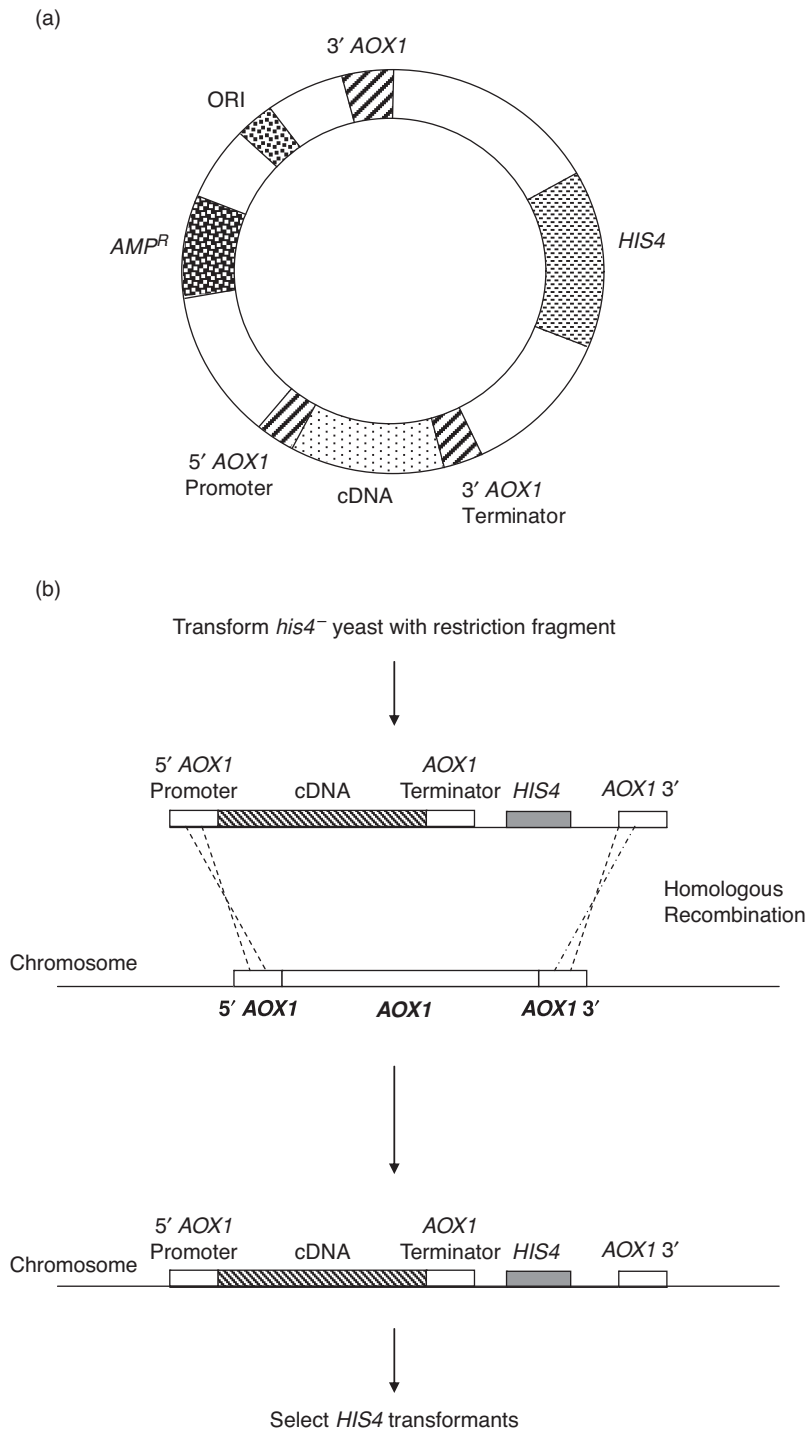 (a)
3′ AOX1
ORI
AMP^R
HIS4
5′ AOX1
Promoter
cDNA
3′ AOX1
Terminator
(b)
Transform his4⁻ yeast with restriction fragment
5′ AOX1
Promoter
cDNA
AOX1
Terminator
HIS4
AOX1 3′
Homologous
Recombination
Chromosome
5′ AOX1
AOX1
AOX1 3′
5′ AOX1
Promoter
cDNA
AOX1
Terminator
HIS4
AOX1 3′
Chromosome
Select HIS4 transformants